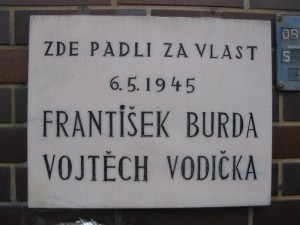 ZDE PADLI ZA VLAST
6.5.1945
FRANTIŠEK BURDA
VOJTĚCH VODIČKA